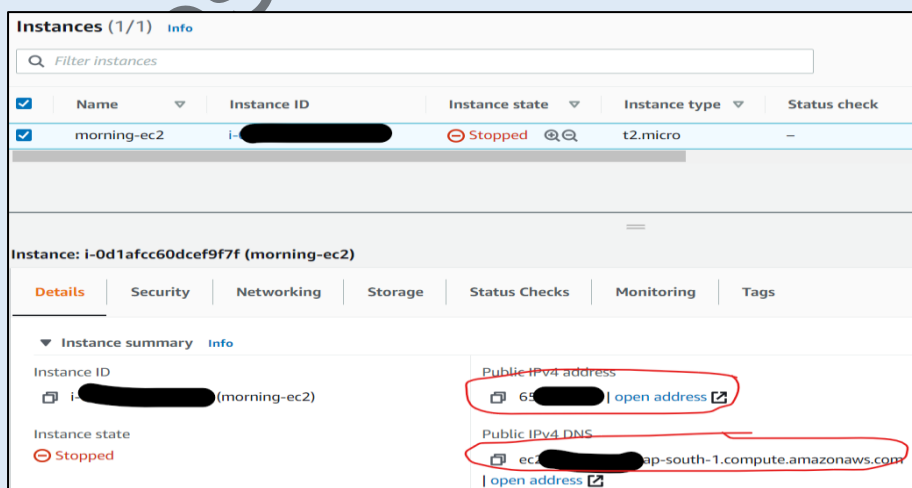 Instances (1/1) Info
Filter instances
Name Instance ID Instance state Instance type Status check
morning-ec2 i- Stopped t2.micro –
Instance: i-0d1afcc60dcef9f7f (morning-ec2)
Details Security Networking Storage Status Checks Monitoring Tags
Instance summary Info
Instance ID Public IPv4 address
i- (morning-ec2) 65 | open address
Instance state Public IPv4 DNS
Stopped ec2 ap-south-1.compute.amazonaws.com
| open address